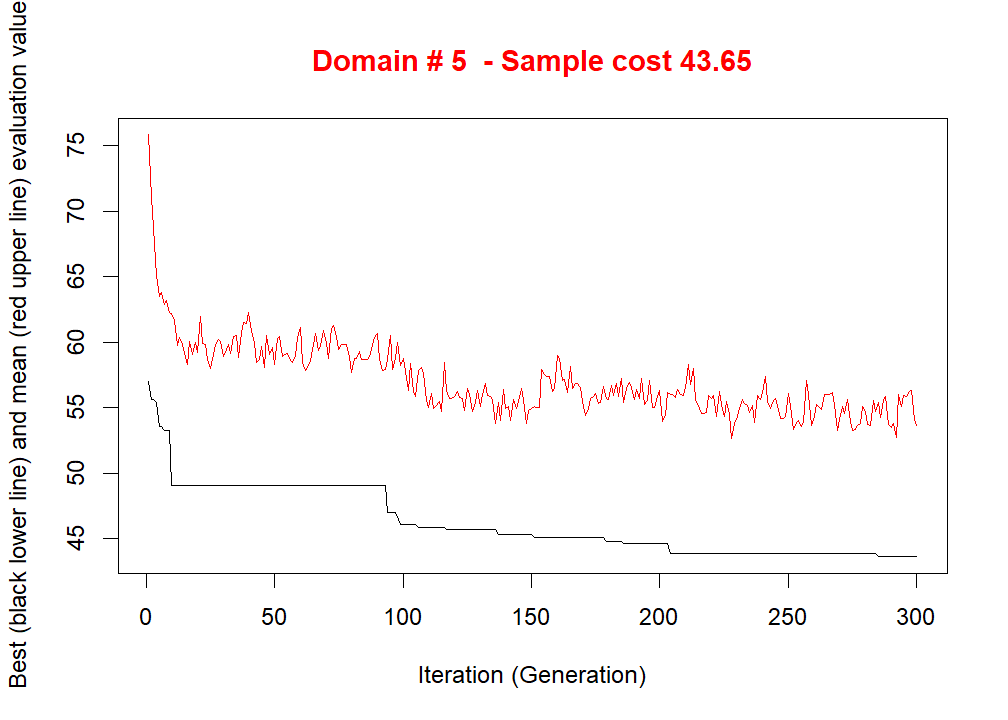 Domain # 5  - Sample cost 43.65
Best (black lower line) and mean (red upper line) evaluation value
75
70
65
60
55
50
45
0 50 100 150 200 250 300
Iteration (Generation)